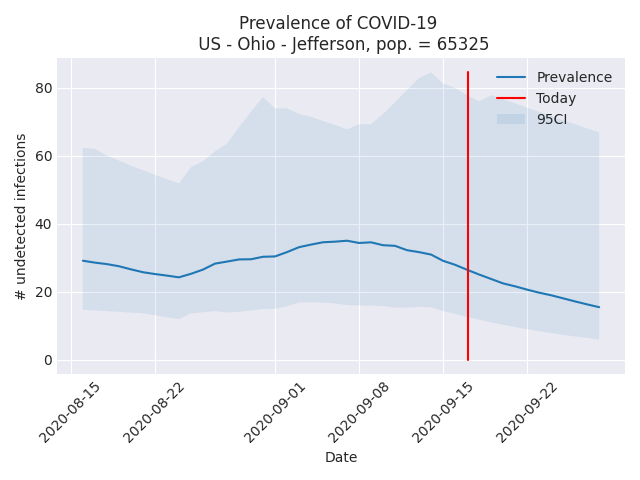 Prevalence of COVID-19
US - Ohio - Jefferson, pop. = 65325
# undetected infections
80
60
40
20
0
Prevalence
Today
95CI
2020-08-15
2020-08-22
2020-09-01
2020-09-08
2020-09-15
2020-09-22
Date